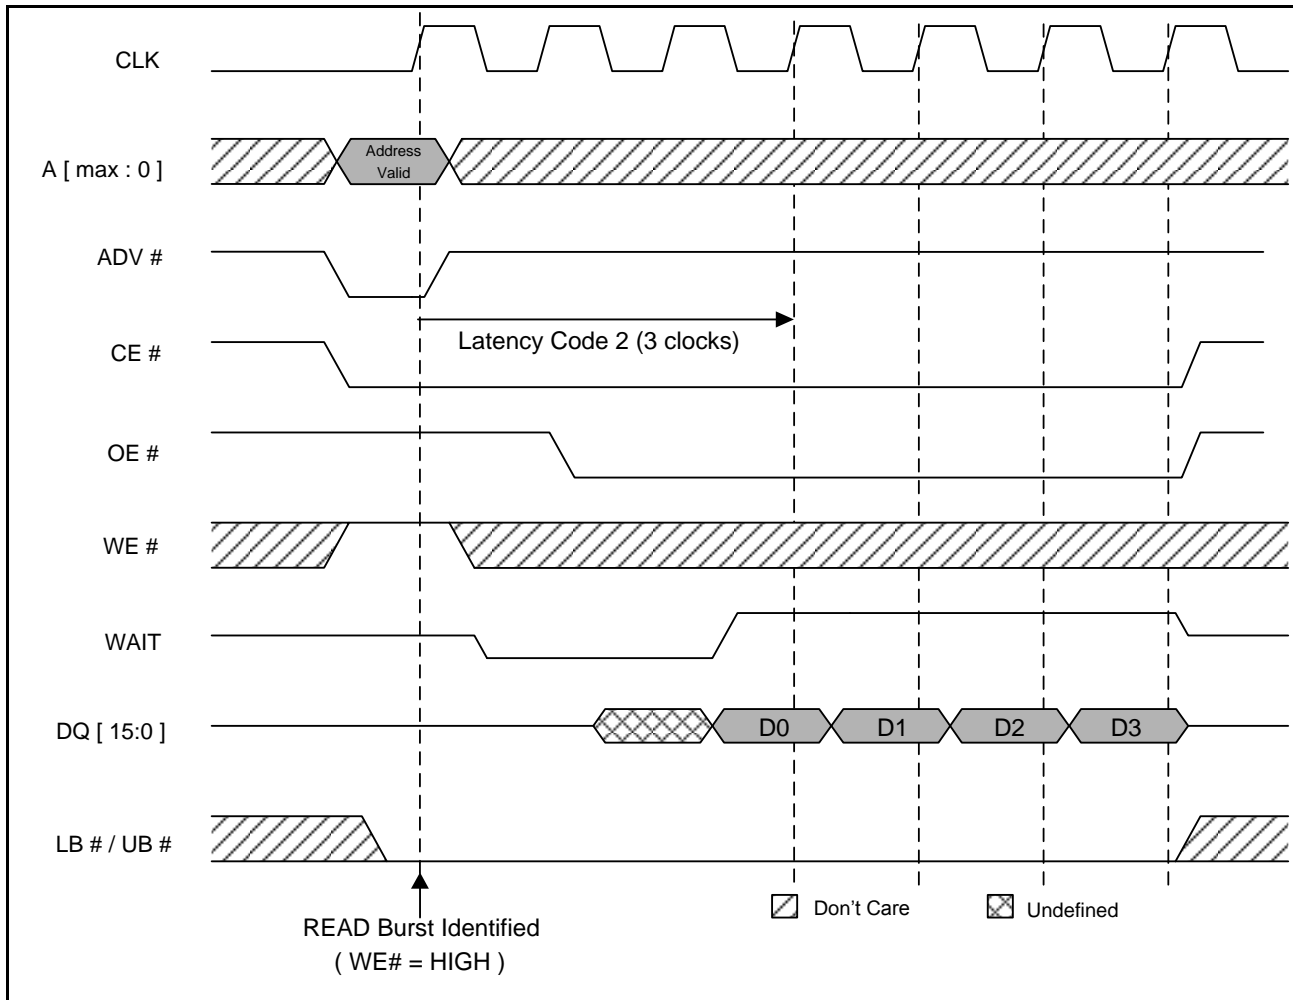 CLK
A [ max : 0 ]
Address
Valid
ADV #
Latency Code 2 (3 clocks)
CE #
OE #
WE #
WAIT
DQ [ 15:0 ]
D0 D1 D2 D3
LB # / UB #
Don't Care Undefined
READ Burst Identified
( WE# = HIGH )